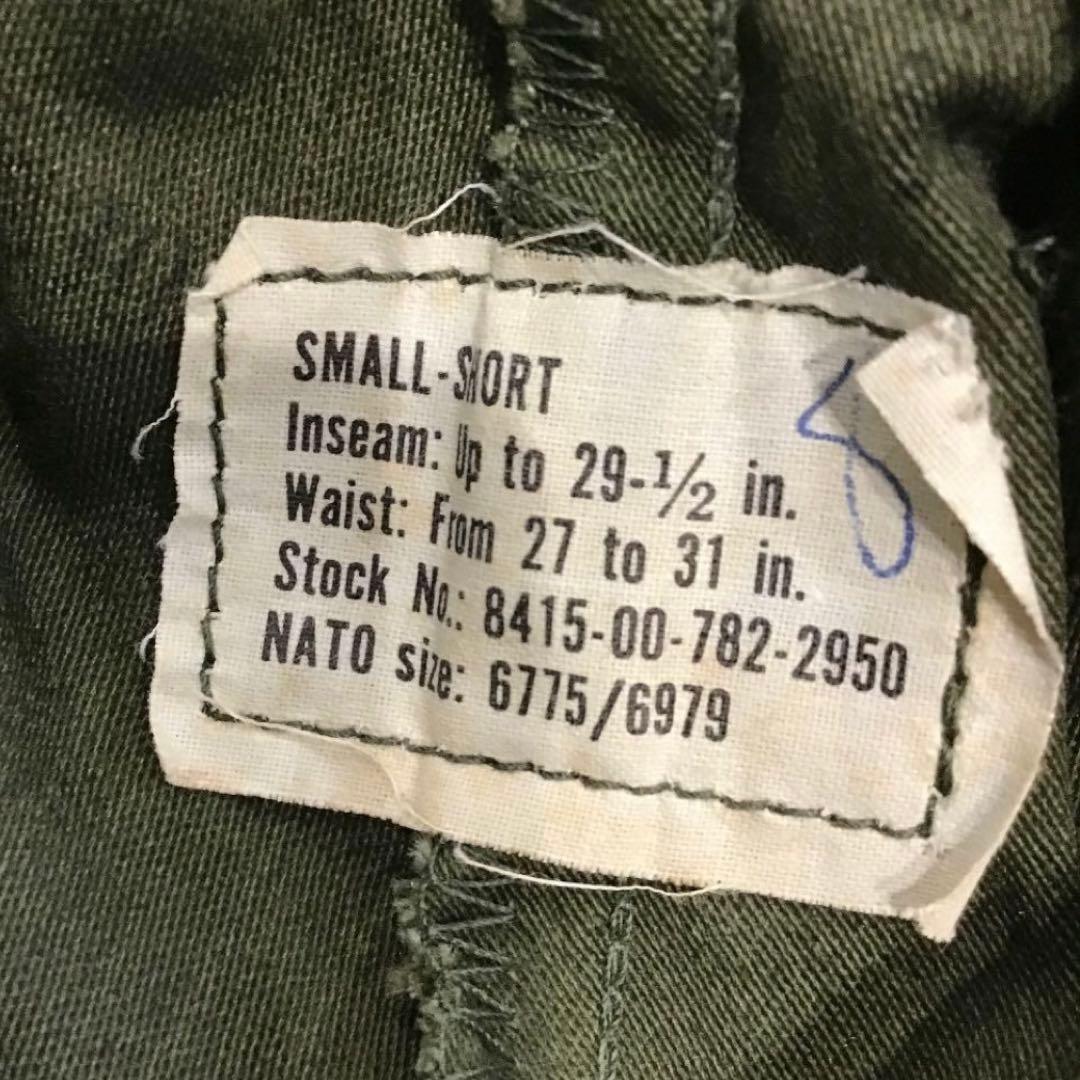 SMALL-SHORT
Inseam: Up to 29-1/2 in.
Waist: From 27 to 31 in.
Stock No.: 8415-00-782-2950
NATO size: 6775/6979